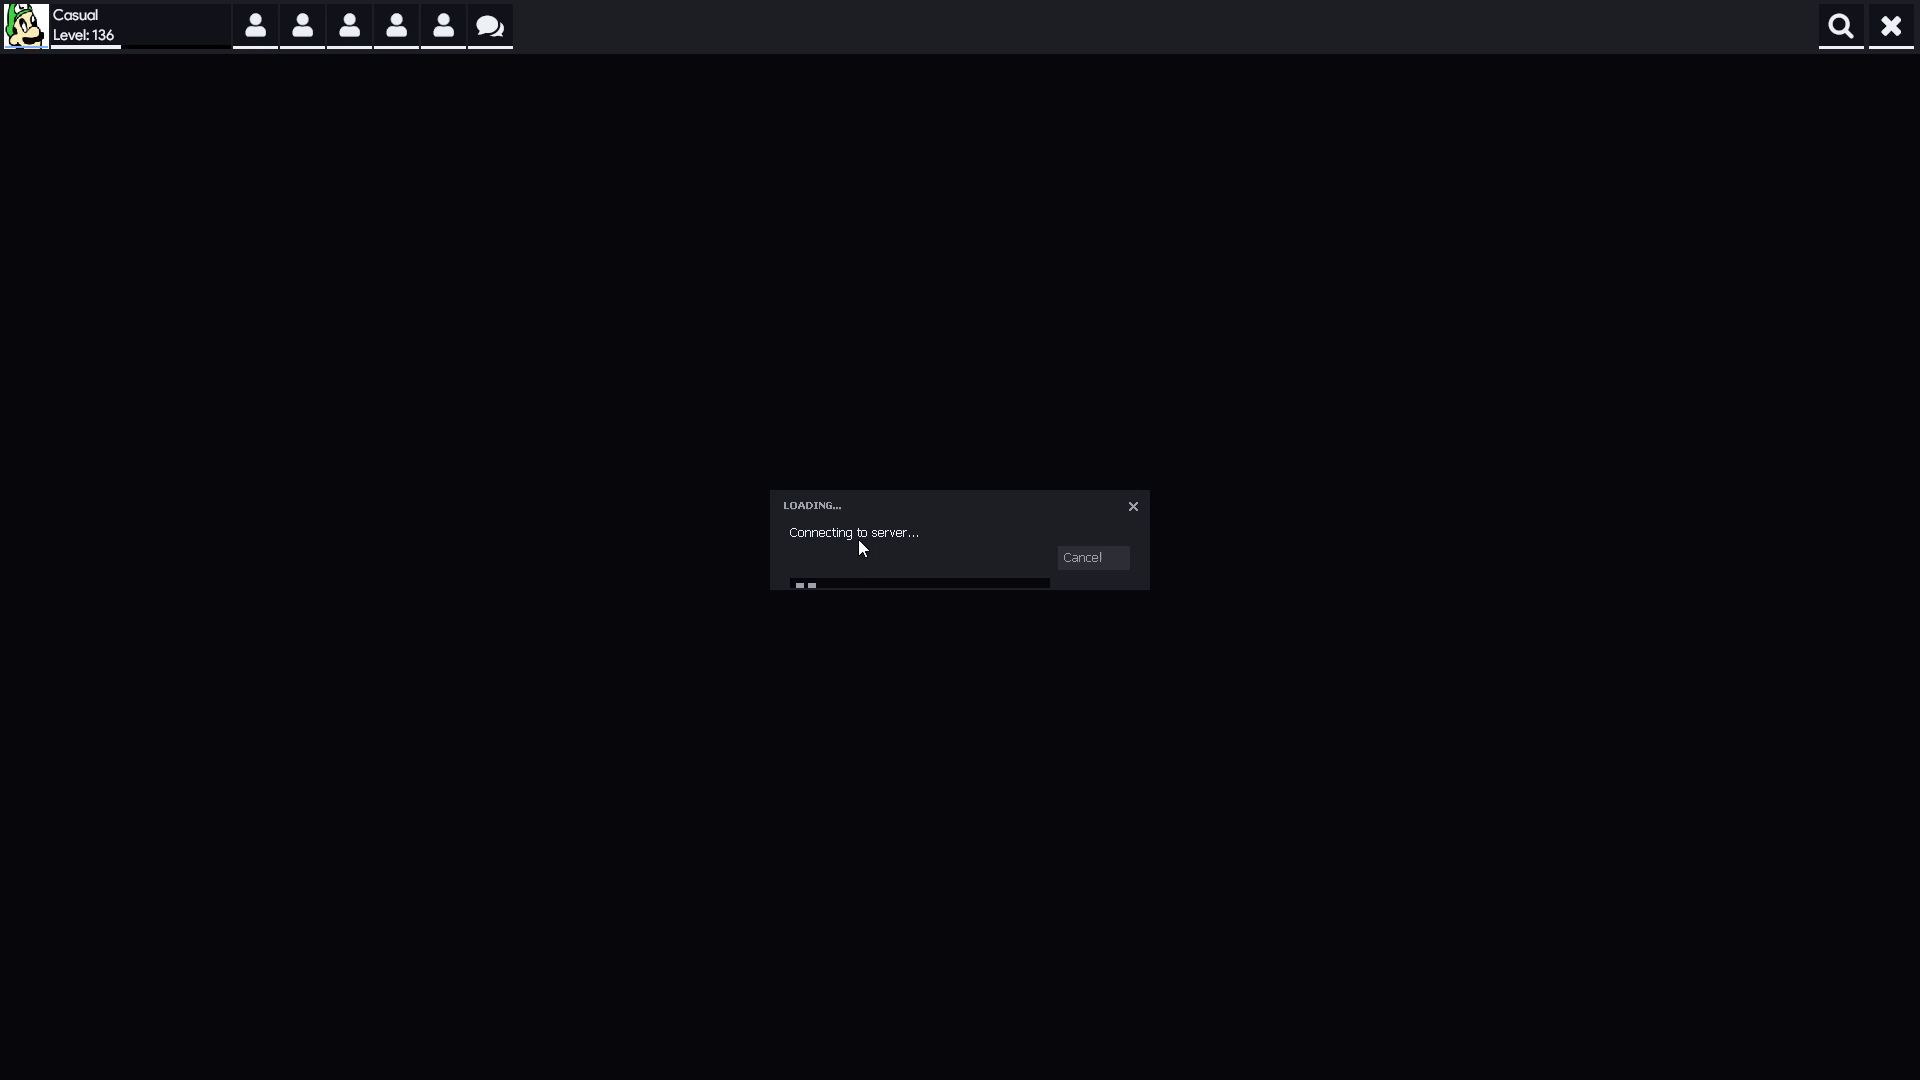 Casual
Level: 136
LOADING...
Connecting to server...
Cancel